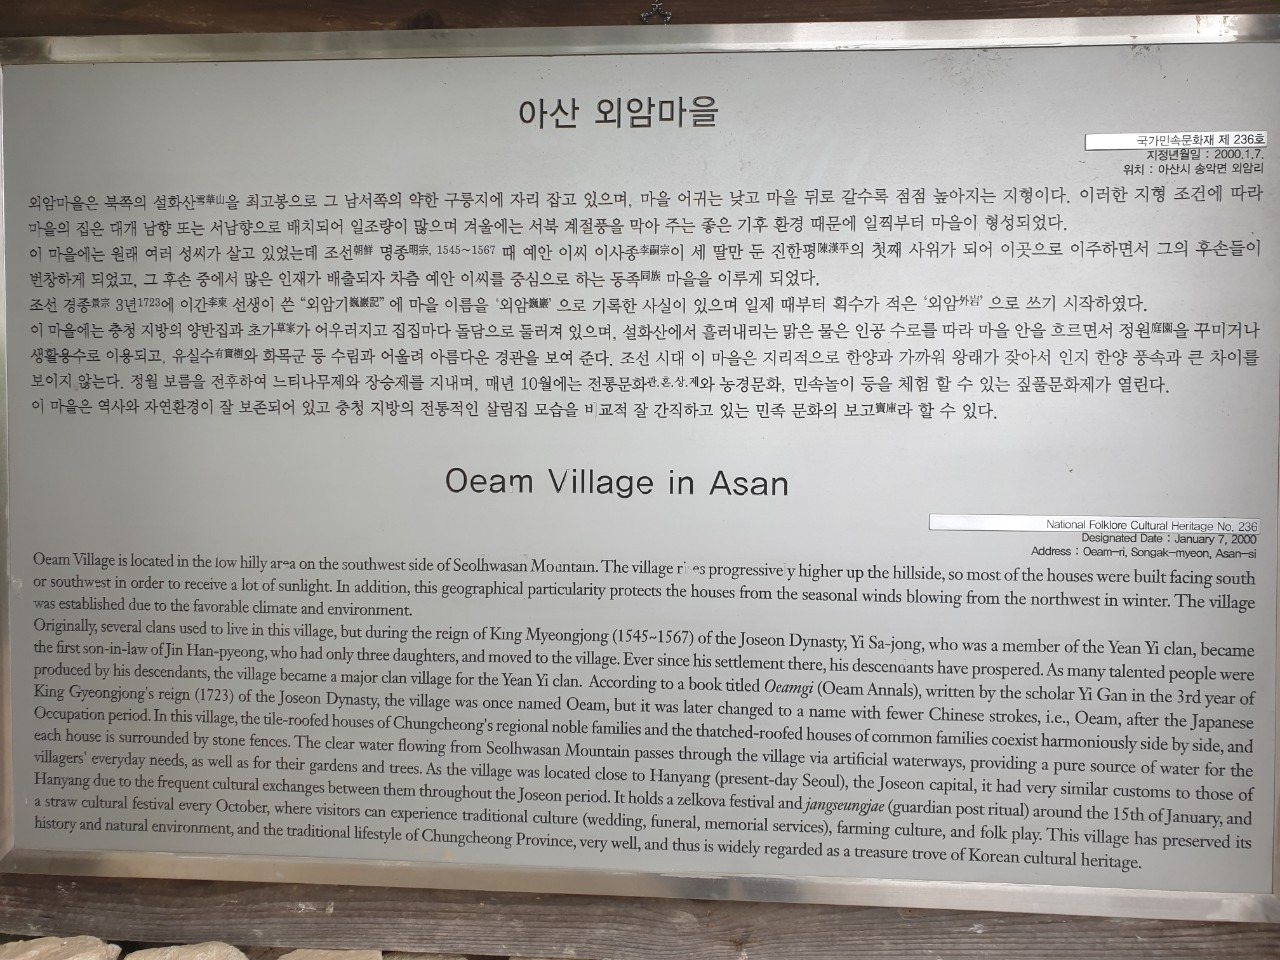 아산 외암마을
국가민속문화재 제 236호
지정년월일 : 2000.1.7.
위치 : 아산시 송악면 외암리
외암마을은 북쪽의 설화산雪華山을 최고봉으로 그 남서쪽의 약한 구릉지에 자리 잡고 있으며, 마을 어귀는 낮고 마을 뒤로 갈수록 점점 높아지는 지형이다. 이러한 지형 조건에 따라
마을의 집은 대개 남향 또는 서남향으로 배치되어 일조량이 많으며 겨울에는 서북 계절풍을 막아 주는 좋은 기후 환경 때문에 일찍부터 마을이 형성되었다.
이 마을에는 원래 여러 성씨가 살고 있었는데 조선朝鮮 명종明宗, 1545~1567 때 예안 이씨 이사종李嗣宗이 세 딸만 둔 진한평陳漢平의 첫째 사위가 되어 이곳으로 이주하면서 그의 후손들이
번창하게 되었고, 그 후손 중에서 많은 인재가 배출되자 차츰 예안 이씨를 중심으로 하는 동족同族 마을을 이루게 되었다.
조선 경종景宗 3년1723에 이간李柬 선생이 쓴 “외암기巍巖記” 에 마을 이름을 ‘외암巍巖’ 으로 기록한 사실이 있으며 일제 때부터 획수가 적은 ‘외암外岩’ 으로 쓰기 시작하였다.
이 마을에는 충청 지방의 양반집과 초가草家가 어우러지고 집집마다 돌담으로 둘러져 있으며, 설화산에서 흘러내리는 맑은 물은 인공 수로를 따라 마을 안을 흐르면서 정원庭園을 꾸미거나
생활용수로 이용되고, 유실수有實樹와 화목군 등 수림과 어울려 아름다운 경관을 보여 준다. 조선 시대 이 마을은 지리적으로 한양과 가까워 왕래가 잦아서 인지 한양 풍속과 큰 차이를
보이지 않는다. 정월 보름을 전후하여 느티나무제와 장승제를 지내며, 매년 10월에는 전통문화관,혼,상,제와 농경문화, 민속놀이 등을 체험 할 수 있는 짚풀문화제가 열린다.
이 마을은 역사와 자연환경이 잘 보존되어 있고 충청 지방의 전통적인 살림집 모습을 비교적 잘 간직하고 있는 민족 문화의 보고寶庫라 할 수 있다.
Oeam Village in Asan
National Folklore Cultural Heritage No. 236
Designated Date : January 7, 2000
Address : Oeam-ri, Songak-myeon, Asan-si
Oeam Village is located in the low hilly area on the southwest side of Seolhwasan Mountain. The village rises progressively higher up the hillside, so most of the houses were built facing south
or southwest in order to receive a lot of sunlight. In addition, this geographical particularity protects the houses from the seasonal winds blowing from the northwest in winter. The village
was established due to the favorable climate and environment.
Originally, several clans used to live in this village, but during the reign of King Myeongjong (1545~1567) of the Joseon Dynasty, Yi Sa-jong, who was a member of the Yean Yi clan, became
the first son-in-law of Jin Han-pyeong, who had only three daughters, and moved to the village. Ever since his settlement there, his descendants have prospered. As many talented people were
produced by his descendants, the village became a major clan village for the Yean Yi clan. According to a book titled Oeamgi (Oeam Annals), written by the scholar Yi Gan in the 3rd year of
King Gyeongjong's reign (1723) of the Joseon Dynasty, the village was once named Oeam, but it was later changed to a name with fewer Chinese strokes, i.e., Oeam, after the Japanese
Occupation period. In this village, the tile-roofed houses of Chungcheong's regional noble families and the thatched-roofed houses of common families coexist harmoniously side by side, and
each house is surrounded by stone fences. The clear water flowing from Seolhwasan Mountain passes through the village via artificial waterways, providing a pure source of water for the
villagers' everyday needs, as well as for their gardens and trees. As the village was located close to Hanyang (present-day Seoul), the Joseon capital, it had very similar customs to those of
Hanyang due to the frequent cultural exchanges between them throughout the Joseon period. It holds a zelkova festival and jangseungjae (guardian post ritual) around the 15th of January, and
a straw cultural festival every October, where visitors can experience traditional culture (wedding, funeral, memorial services), farming culture, and folk play. This village has preserved its
history and natural environment, and the traditional lifestyle of Chungcheong Province, very well, and thus is widely regarded as a treasure trove of Korean cultural heritage.